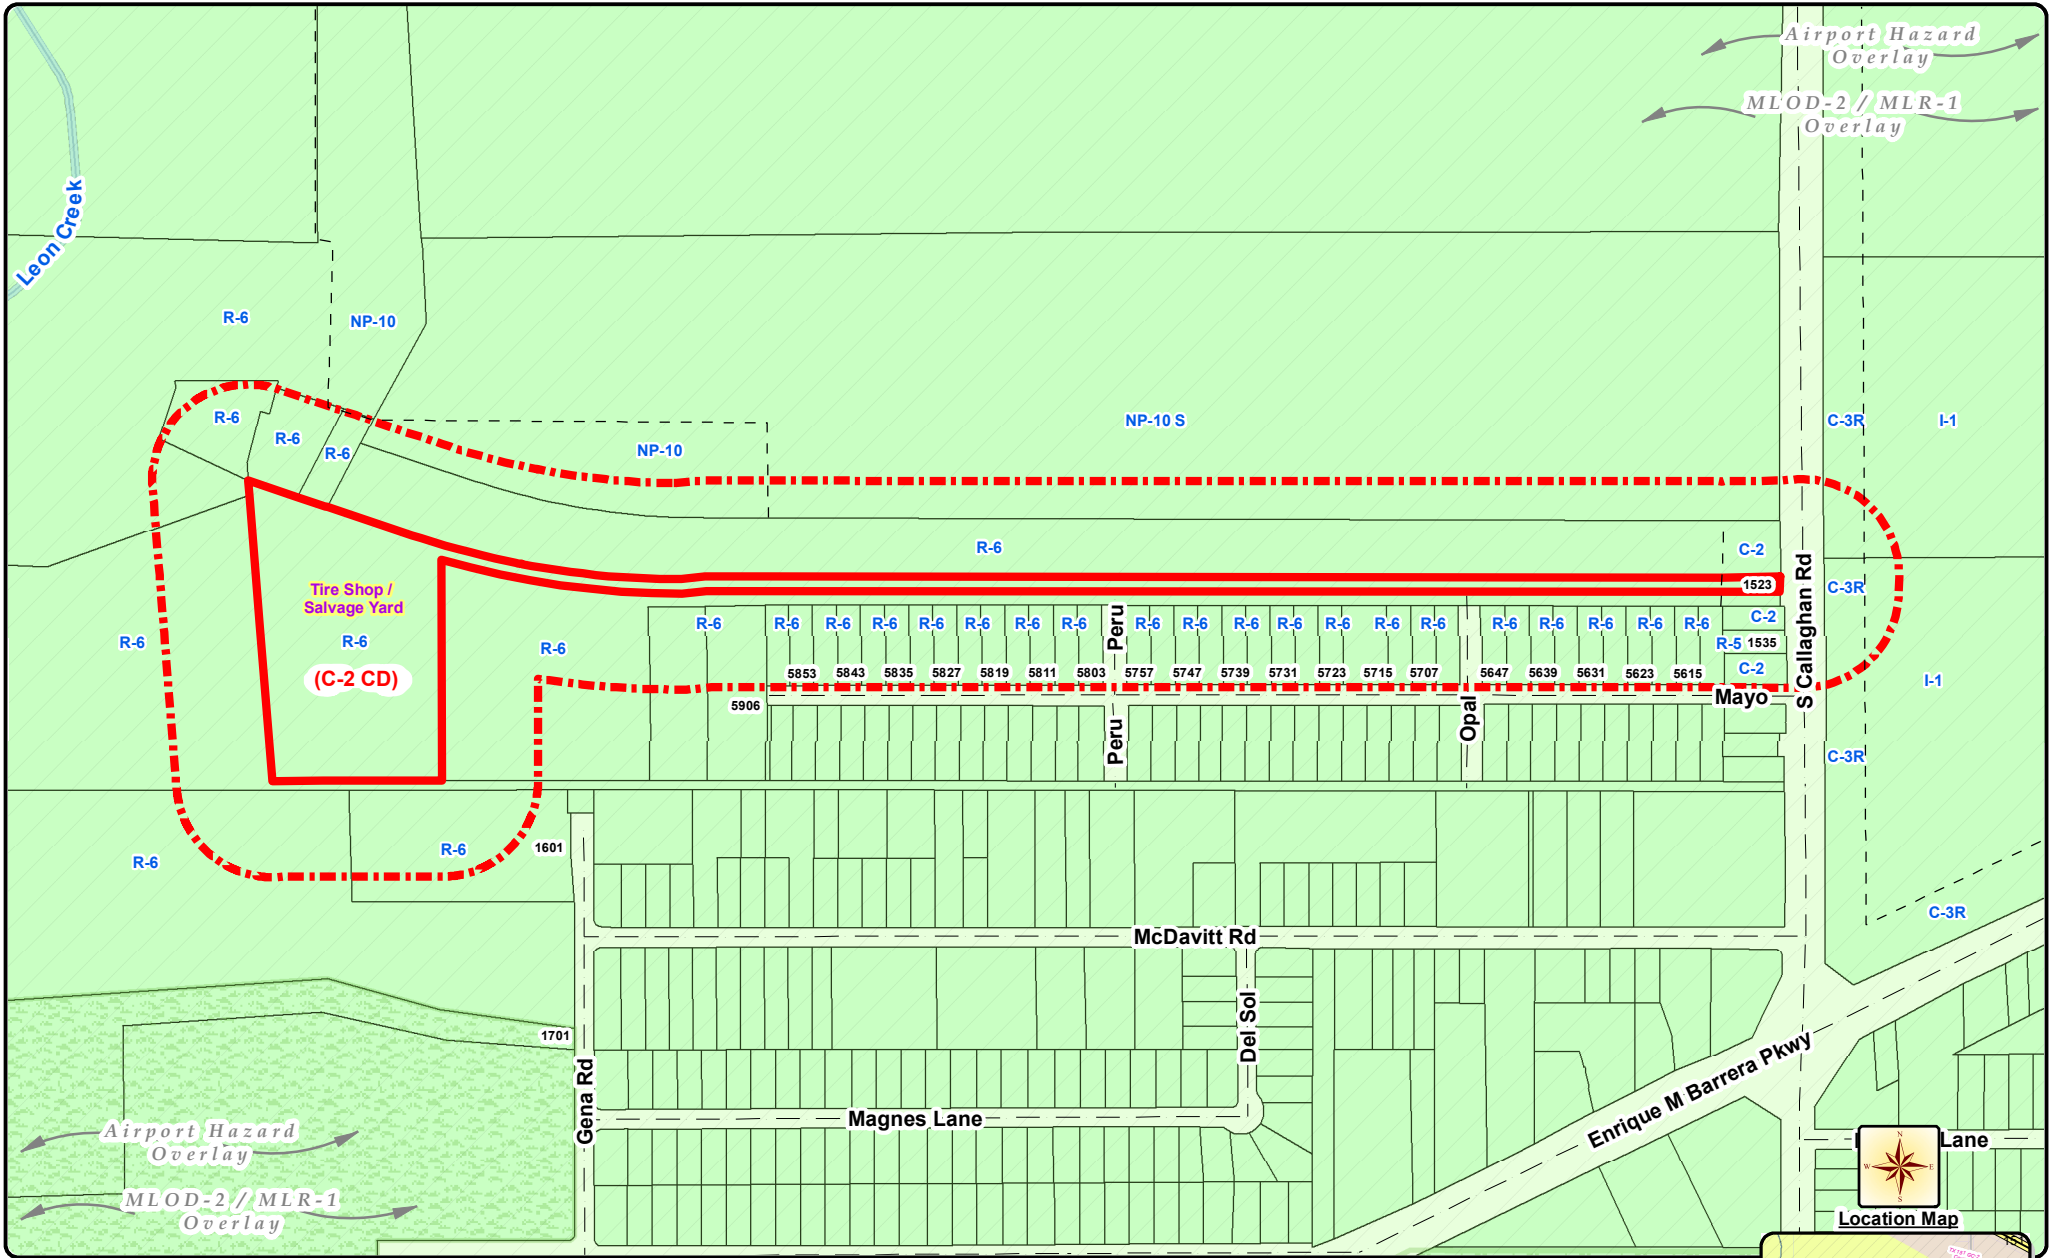 Airport Hazard
Overlay
MLOD-2 / MLR-1
Overlay
Leon Creek
R-6
NP-10
R-6
R-6
R-6
NP-10
NP-10 S
C-3R
I-1
R-6
C-2
1523
S Callaghan Rd
C-3R
Tire Shop /
Salvage Yard
R-6
(C-2 CD)
R-6
R-6
R-6
R-6
R-6
R-6
R-6
R-6
R-6
R-6
Peru
R-6
R-6
R-6
R-6
R-6
R-6
R-6
R-6
R-6
R-6
R-6
R-6
C-2
R-5
1535
C-2
5853
5843
5835
5827
5819
5811
5803
5757
5747
5739
5731
5723
5715
5707
5647
5639
5631
5623
5615
I-1
5906
Mayo
Peru
Opal
C-3R
R-6
R-6
1601
C-3R
McDavitt Rd
Del Sol
1701
Gena Rd
Magnes Lane
Enrique M Barrera Pkwy
Airport Hazard
Overlay
MLOD-2 / MLR-1
Overlay
Lane
N
W
E
S
Location Map